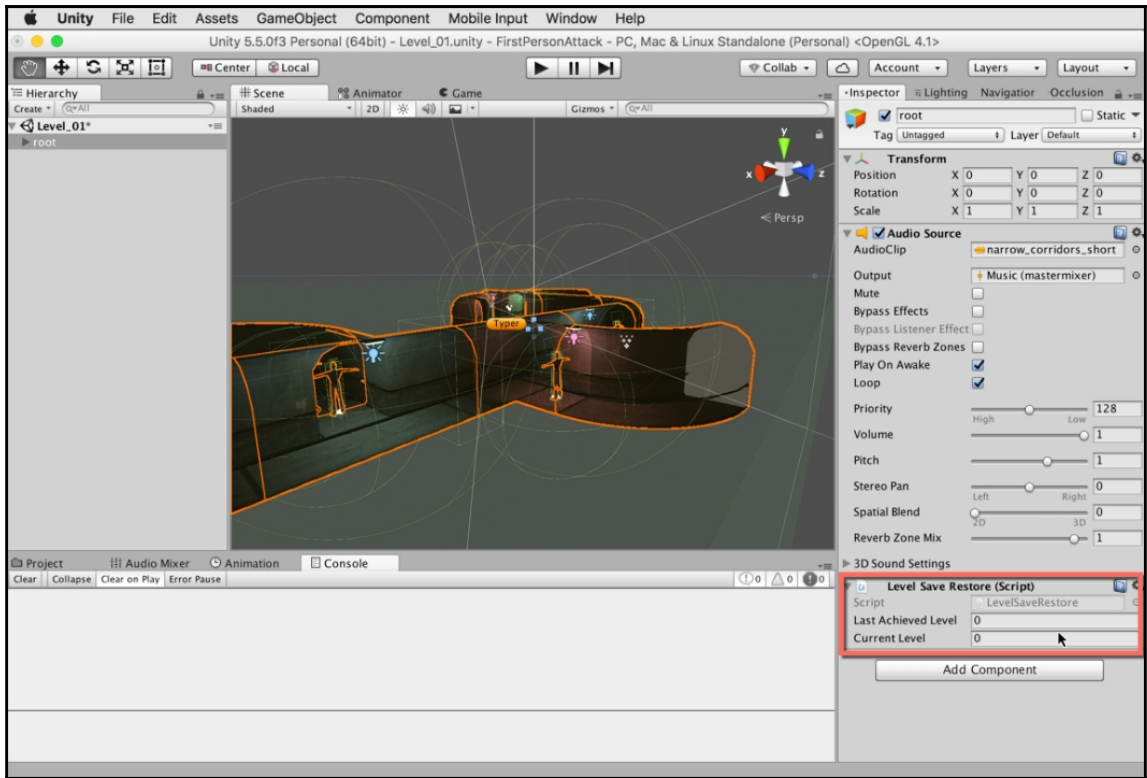 Unity File Edit Assets GameObject Component Mobile Input Window Help
Unity 5.5.0f3 Personal (64bit) - Level_01.unity - FirstPersonAttack - PC, Mac & Linux Standalone (Personal) <OpenGL 4.1>
Center Local Collab Account Layers Layout
Hierarchy
Create All
Level_01*
root
Scene Animator Game
Shaded 2D Gizmos All
y
x z
Persp
Typer
Inspector Lighting Navigatior Occlusion
root Static
Tag Untagged Layer Default
Transform
Position X 0 Y 0 Z 0
Rotation X 0 Y 0 Z 0
Scale X 1 Y 1 Z 1
Audio Source
AudioClip narrow_corridors_short
Output Music (mastermixer)
Mute
Bypass Effects
Bypass Listener Effect
Bypass Reverb Zones
Play On Awake
Loop
Priority 128
High Low
Volume 1
Pitch 1
Stereo Pan 0
Left Right
Spatial Blend 0
2D 3D
Reverb Zone Mix 1
3D Sound Settings
Level Save Restore (Script)
Script LevelSaveRestore
Last Achieved Level 0
Current Level 0
Add Component
Project Audio Mixer Animation Console
Clear Collapse Clear on Play Error Pause 0 0 0